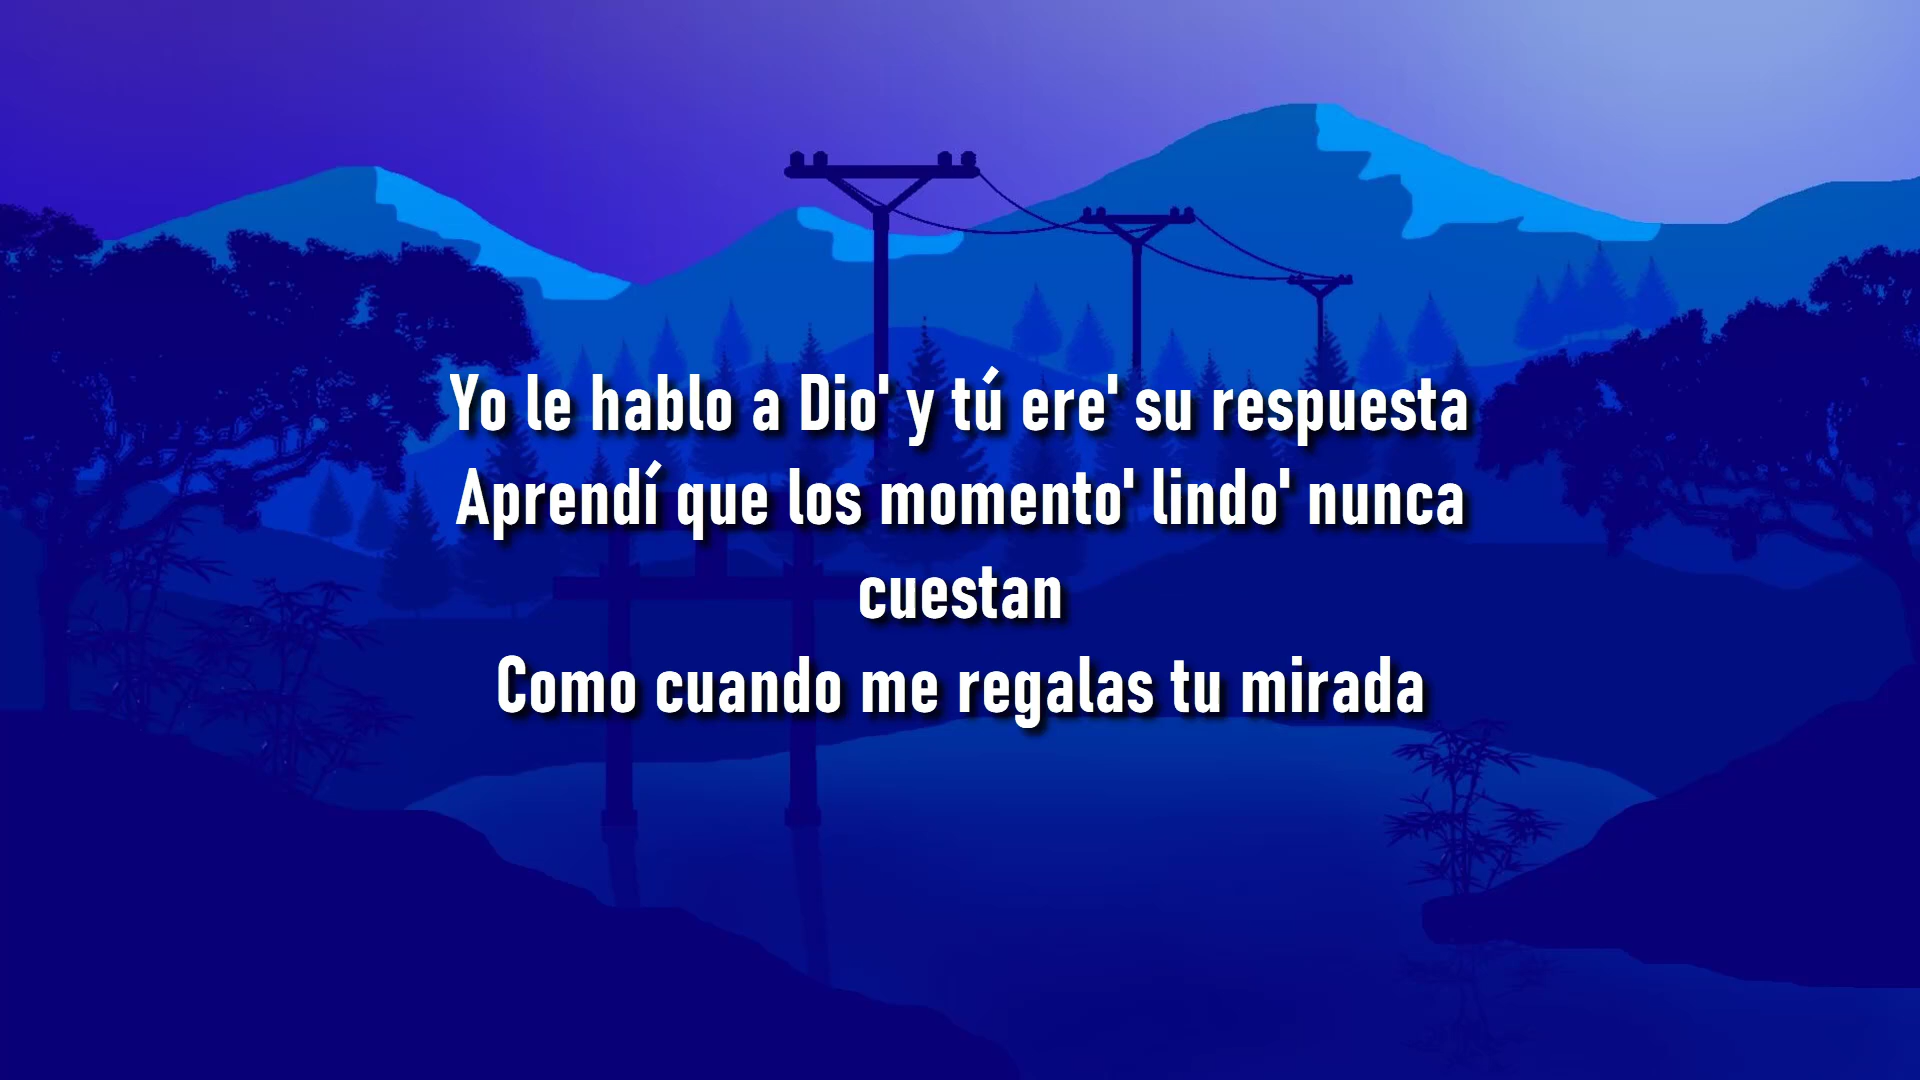 Yo le hablo a Dio' y tú ere' su respuesta
Aprendí que los momento' lindo' nunca
cuestan
Como cuando me regalas tu mirada